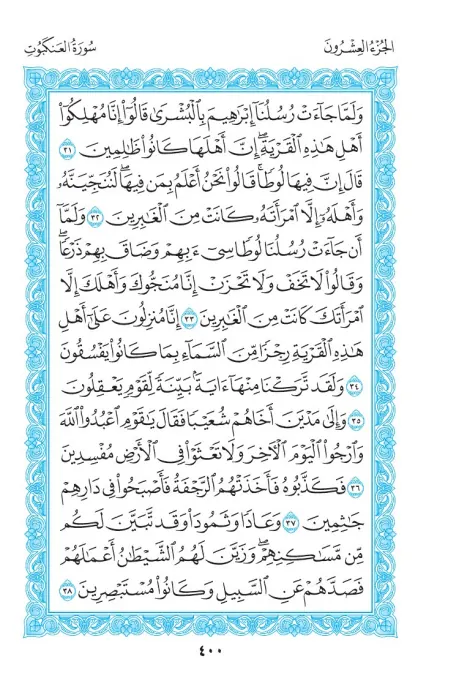 الجُزْءُ العِشْرُونَ
سُورَةُ العَنكَبُوتِ
وَلَمَّا جَآءَتْ رُسُلُنَآ إِبْرَٰهِيمَ بِٱلْبُشْرَىٰ قَالُوٓا۟ إِنَّا مُهْلِكُوٓا۟
أَهْلِ هَٰذِهِ ٱلْقَرْيَةِ ۖ إِنَّ أَهْلَهَا كَانُوا۟ ظَٰلِمِينَ ٣١
قَالَ إِنَّ فِيهَا لُوطًا ۚ قَالُوا۟ نَحْنُ أَعْلَمُ بِمَن فِيهَا ۖ لَنُنَجِّيَنَّهُۥ
وَأَهْلَهُۥٓ إِلَّا ٱمْرَأَتَهُۥ كَانَتْ مِنَ ٱلْغَٰبِرِينَ ٣٢ وَلَمَّآ
أَن جَآءَتْ رُسُلُنَا لُوطًا سِىٓءَ بِهِمْ وَضَاقَ بِهِمْ ذَرْعًا ۖ
وَقَالُوا۟ لَا تَخَفْ وَلَا تَحْزَنْ ۖ إِنَّا مُنَجُّوكَ وَأَهْلَكَ إِلَّا
ٱمْرَأَتَكَ كَانَتْ مِنَ ٱلْغَٰبِرِينَ ٣٣ إِنَّا مُنزِلُونَ عَلَىٰٓ أَهْلِ
هَٰذِهِ ٱلْقَرْيَةِ رِجْزًا مِّنَ ٱلسَّمَآءِ بِمَا كَانُوا۟ يَفْسُقُونَ
٣٤ وَلَقَد تَّرَكْنَا مِنْهَآ ءَايَةًۢ بَيِّنَةً لِّقَوْمٍ يَعْقِلُونَ
٣٥ وَإِلَىٰ مَدْيَنَ أَخَاهُمْ شُعَيْبًا فَقَالَ يَٰقَوْمِ ٱعْبُدُوا۟ ٱللَّهَ
وَٱرْجُوا۟ ٱلْيَوْمَ ٱلْءَاخِرَ وَلَا تَعْثَوْا۟ فِى ٱلْأَرْضِ مُفْسِدِينَ
٣٦ فَكَذَّبُوهُ فَأَخَذَتْهُمُ ٱلرَّجْفَةُ فَأَصْبَحُوا۟ فِى دَارِهِمْ
جَٰثِمِينَ ٣٧ وَعَادًا وَثَمُودَا۟ وَقَد تَّبَيَّنَ لَكُم
مِّن مَّسَٰكِنِهِمْ ۖ وَزَيَّنَ لَهُمُ ٱلشَّيْطَٰنُ أَعْمَٰلَهُمْ
فَصَدَّهُمْ عَنِ ٱلسَّبِيلِ وَكَانُوا۟ مُسْتَبْصِرِينَ ٣٨
٤٠٠